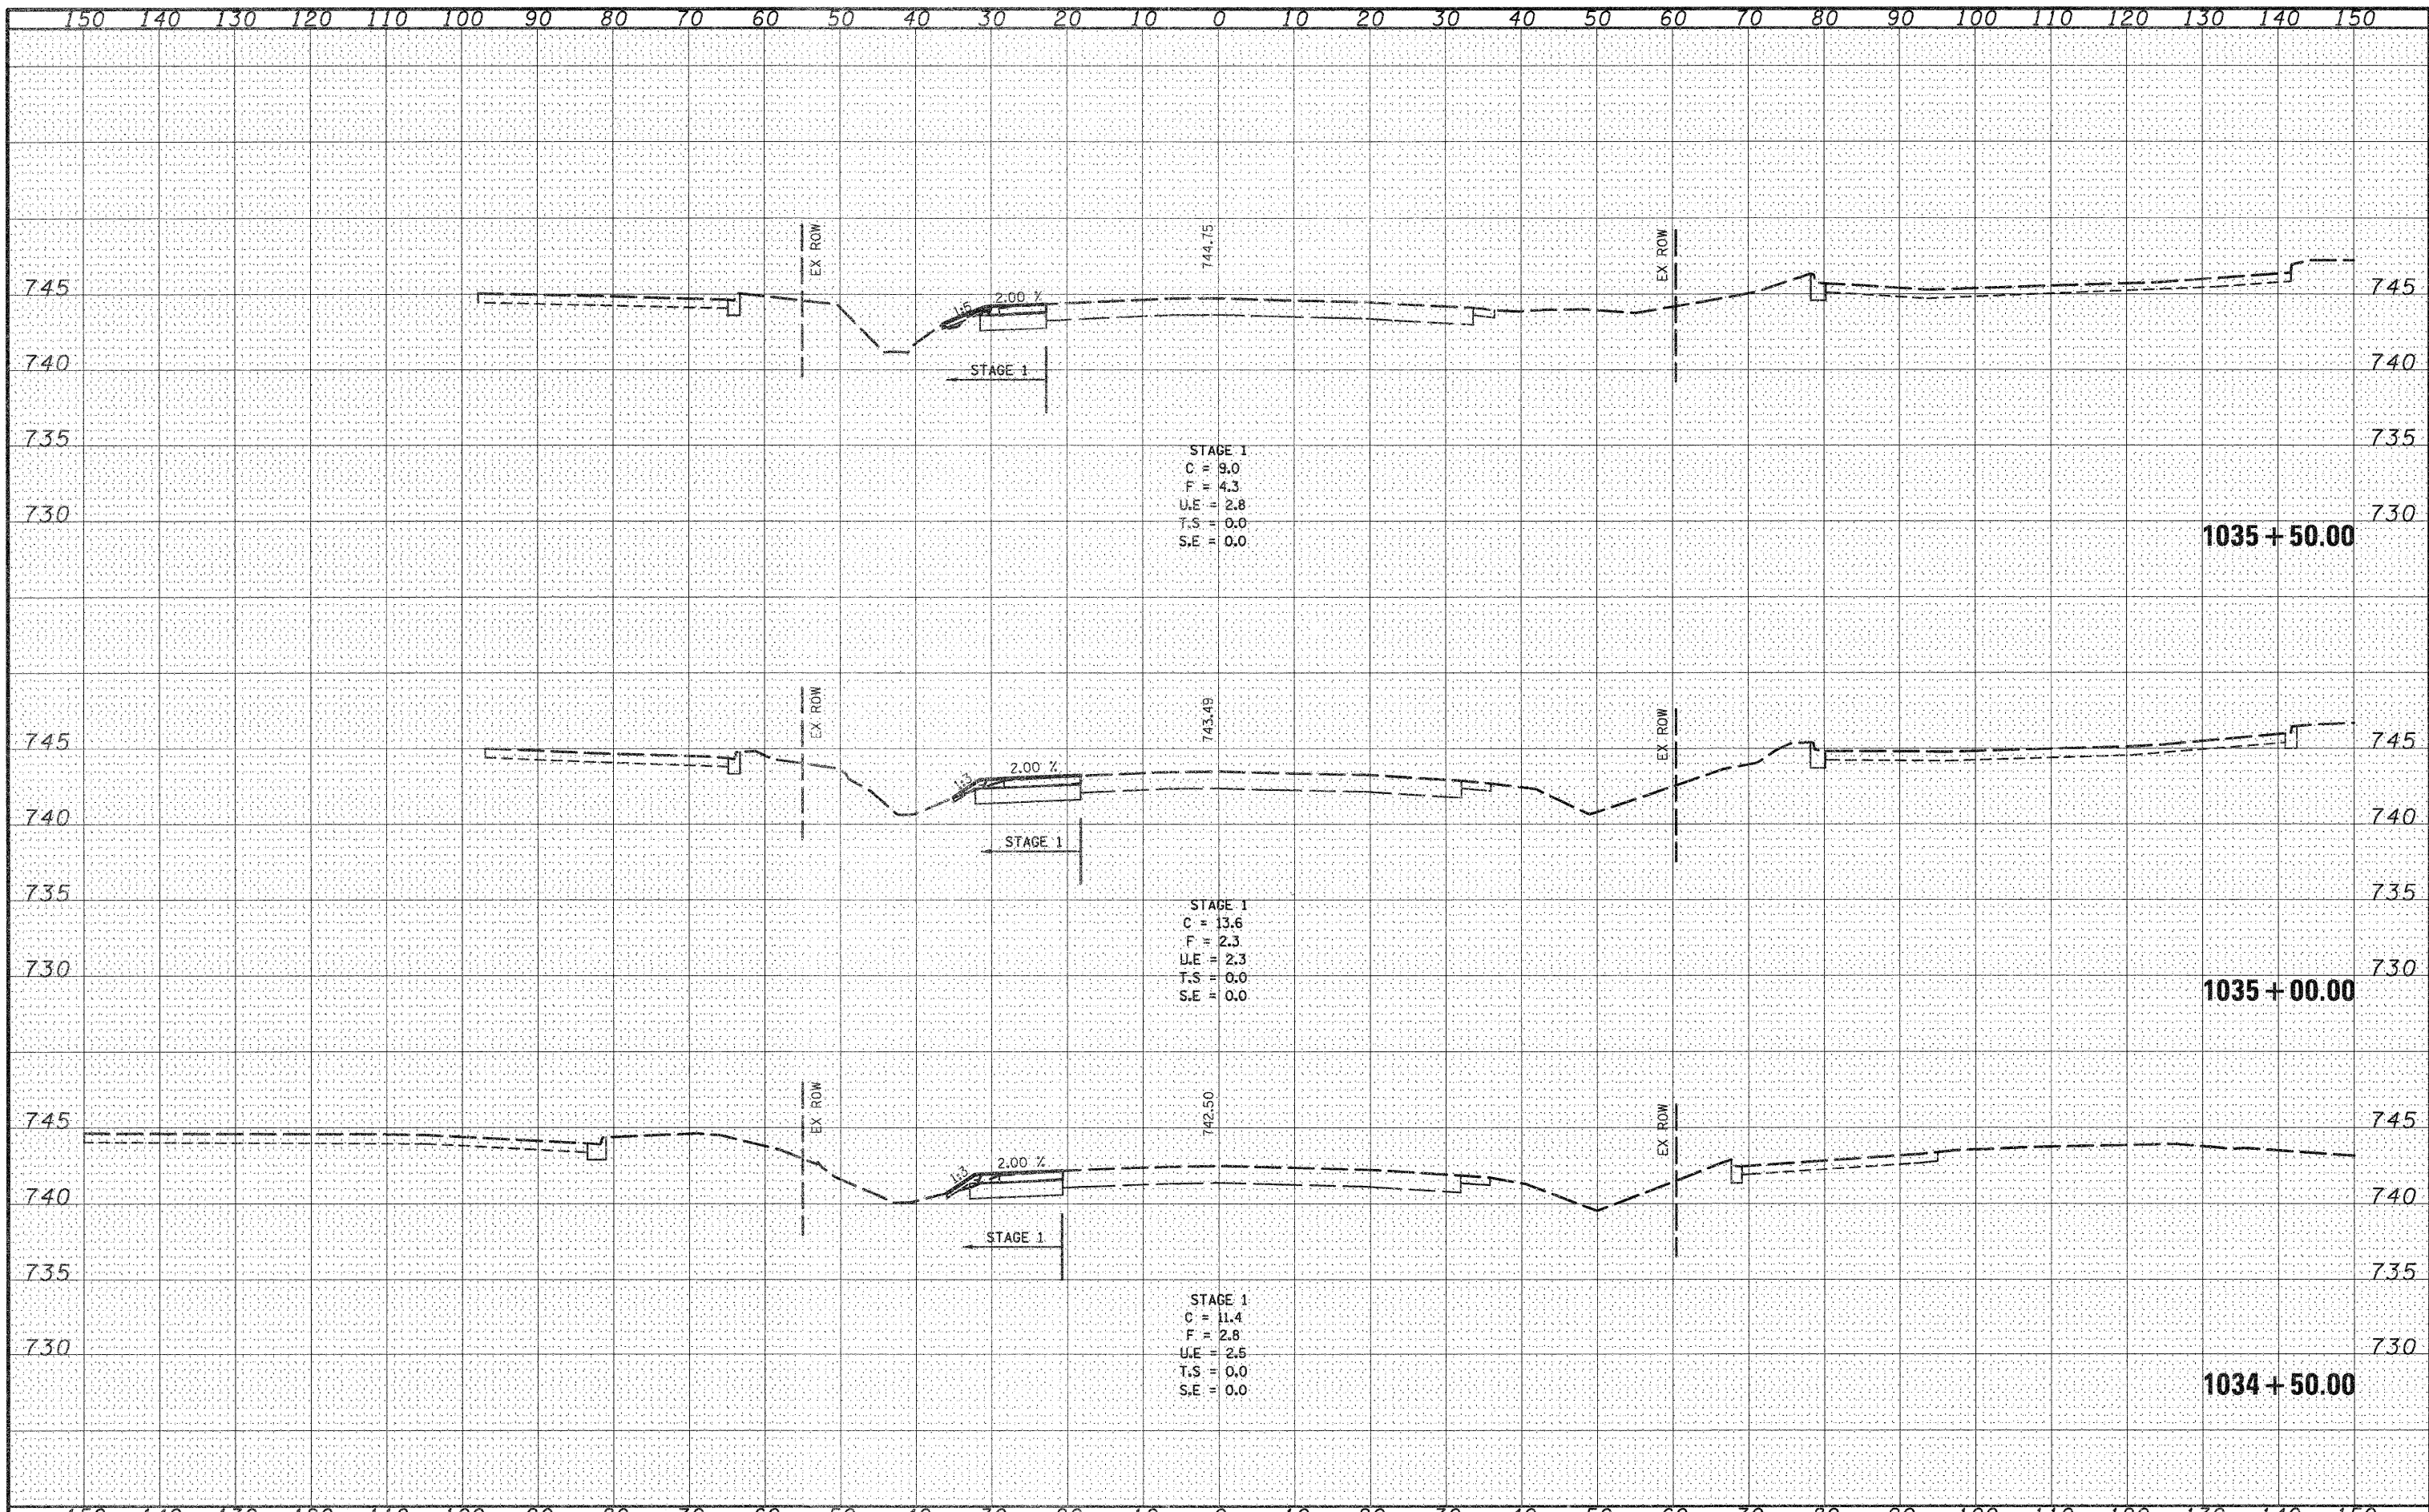 150 140 130 120 110 100 90 80 70 60 50 40 30 20 10 0 10 20 30 40 50 60 70 80 90 100 110 120 130 140 150
EX ROW
744.75
EX ROW
745 1:6 2.00 % 745
740 STAGE 1 740
735 735
STAGE 1
C = 9.0
F = 4.3
U.E = 2.8
730 730
T.S = 0.0
S.E = 0.0
1035+50.00
EX ROW
743.49
EX ROW
745 745
1:3 2.00 %
740 740
STAGE 1
735 735
STAGE 1
C = 13.6
F = 2.3
U.E = 2.3
730 730
T.S = 0.0
S.E = 0.0
1035+00.00
EX ROW
742.50
EX ROW
745 745
1:3 2.00 %
740 740
STAGE 1
735 735
STAGE 1
C = 11.4
F = 2.8
U.E = 2.5
730 730
T.S = 0.0
S.E = 0.0
1034+50.00